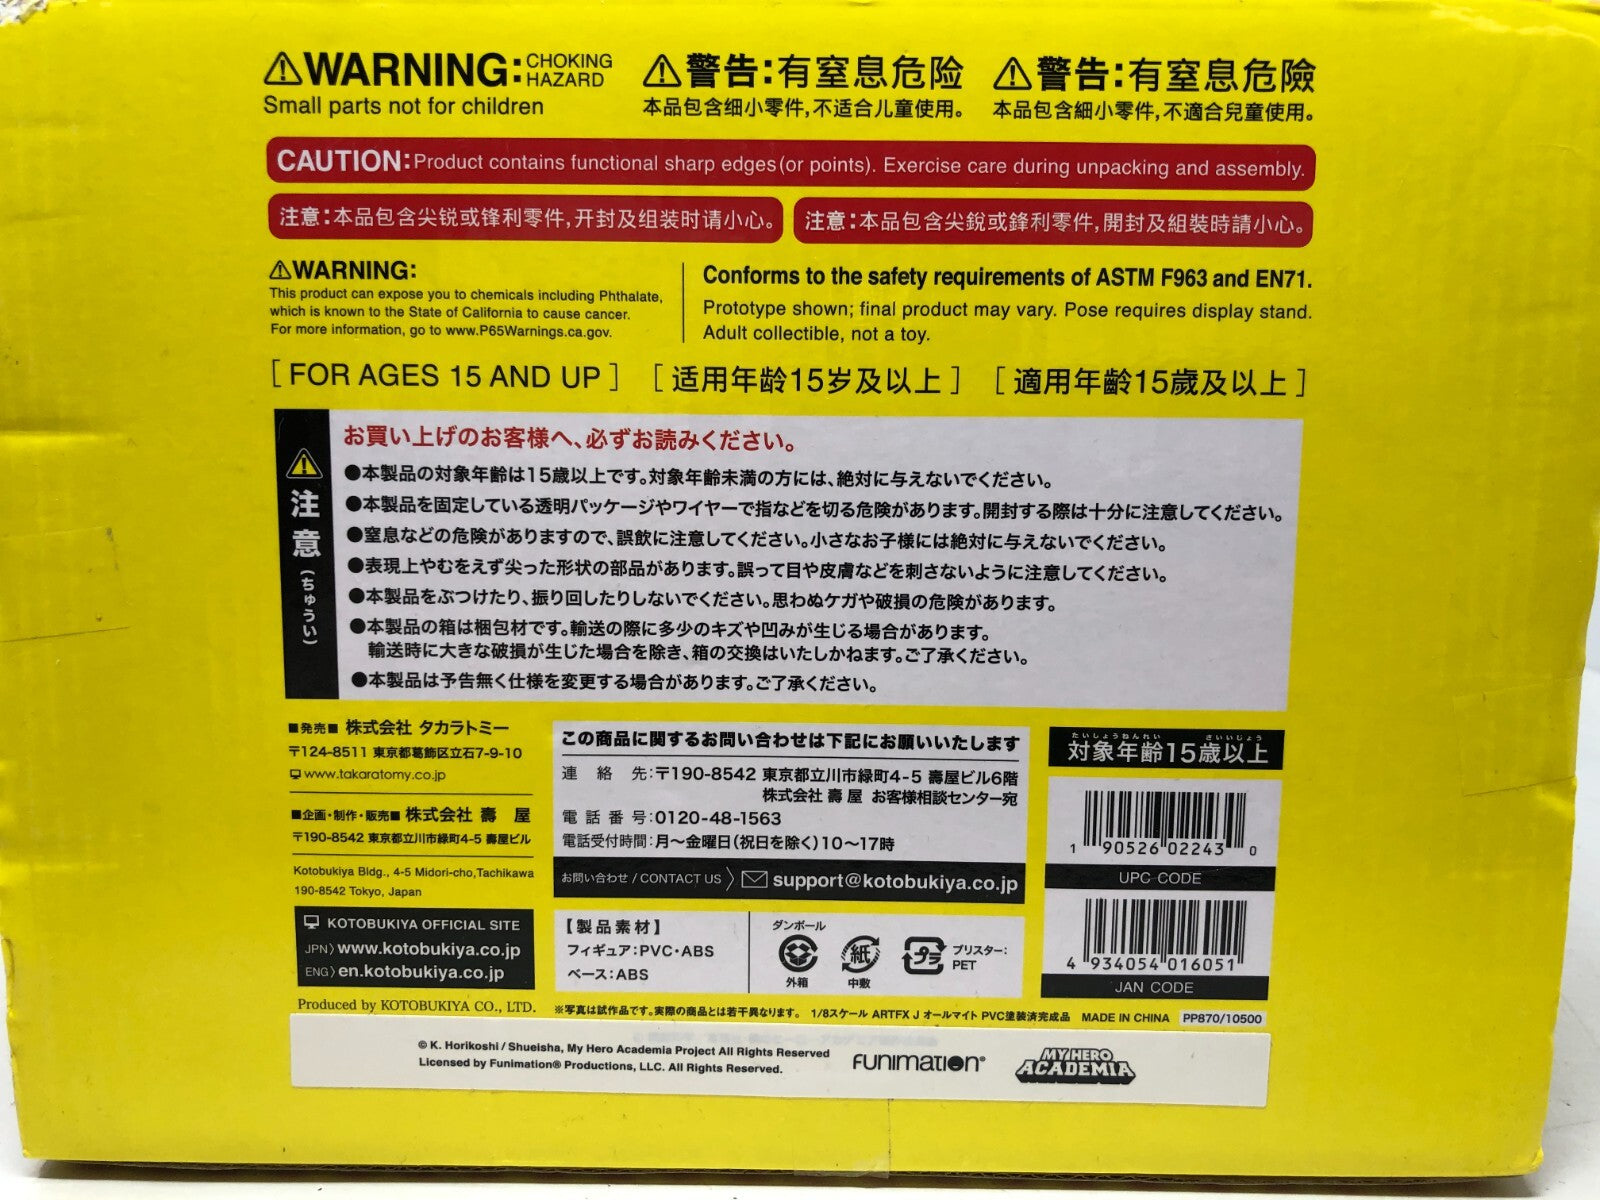 ⚠WARNING: CHOKING HAZARD
Small parts not for children
⚠警告:有窒息危险
本品包含细小零件,不适合儿童使用。
⚠警告:有窒息危險
本品包含細小零件,不適合兒童使用。
CAUTION:Product contains functional sharp edges(or points). Exercise care during unpacking and assembly.
注意:本品包含尖锐或锋利零件,开封及组装时请小心。
注意:本品包含尖銳或鋒利零件,開封及組裝時請小心。
⚠WARNING:
This product can expose you to chemicals including Phthalate,
which is known to the State of California to cause cancer.
For more information, go to www.P65Warnings.ca.gov.
Conforms to the safety requirements of ASTM F963 and EN71.
Prototype shown; final product may vary. Pose requires display stand.
Adult collectible, not a toy.
[ FOR AGES 15 AND UP ] [ 适用年龄15岁及以上 ] [ 適用年齡15歲及以上 ]
注意(ちゅうい)
お買い上げのお客様へ、必ずお読みください。
●本製品の対象年齢は15歳以上です。対象年齢未満の方には、絶対に与えないでください。
●本製品を固定している透明パッケージやワイヤーで指などを切る危険があります。開封する際は十分に注意してください。
●窒息などの危険がありますので、誤飲に注意してください。小さなお子様には絶対に与えないでください。
●表現上やむをえず尖った形状の部品があります。誤って目や皮膚などを刺さないように注意してください。
●本製品をぶつけたり、振り回したりしないでください。思わぬケガや破損の危険があります。
●本製品の箱は梱包材です。輸送の際に多少のキズや凹みが生じる場合があります。
輸送時に大きな破損が生じた場合を除き、箱の交換はいたしかねます。ご了承ください。
●本製品は予告無く仕様を変更する場合があります。ご了承ください。
■発売■ 株式会社 タカラトミー
〒124-8511 東京都葛飾区立石7-9-10
www.takaratomy.co.jp
■企画・制作・販売■ 株式会社 壽 屋
〒190-8542 東京都立川市緑町4-5 壽屋ビル
Kotobukiya Bldg., 4-5 Midori-cho,Tachikawa
190-8542 Tokyo, Japan
KOTOBUKIYA OFFICIAL SITE
JPN〉www.kotobukiya.co.jp
ENG〉en.kotobukiya.co.jp
Produced by KOTOBUKIYA CO., LTD.
この商品に関するお問い合わせは下記にお願いいたします
連 絡 先:〒190-8542 東京都立川市緑町4-5 壽屋ビル6階
株式会社 壽 屋 お客様相談センター宛
電 話 番 号:0120-48-1563
電話受付時間:月〜金曜日(祝日を除く)10〜17時
お問い合わせ / CONTACT US 〉 support@kotobukiya.co.jp
【製品素材】
フィギュア:PVC・ABS
ベース:ABS
ダンボール
外箱
紙
中敷
プラ
ブリスター:
PET
たいしょうねんれい さいいじょう
対象年齢15歳以上
1 90526 02243 0
UPC CODE
4 934054 016051
JAN CODE
※写真は試作品です。実際の商品とは若干異なります。 1/8スケール ARTFX J オールマイト PVC塗装済完成品 MADE IN CHINA PP870/10500
© K. Horikoshi / Shueisha, My Hero Academia Project All Rights Reserved
Licensed by Funimation® Productions, LLC. All Rights Reserved.
FUNIMATION®
MY HERO
ACADEMIA